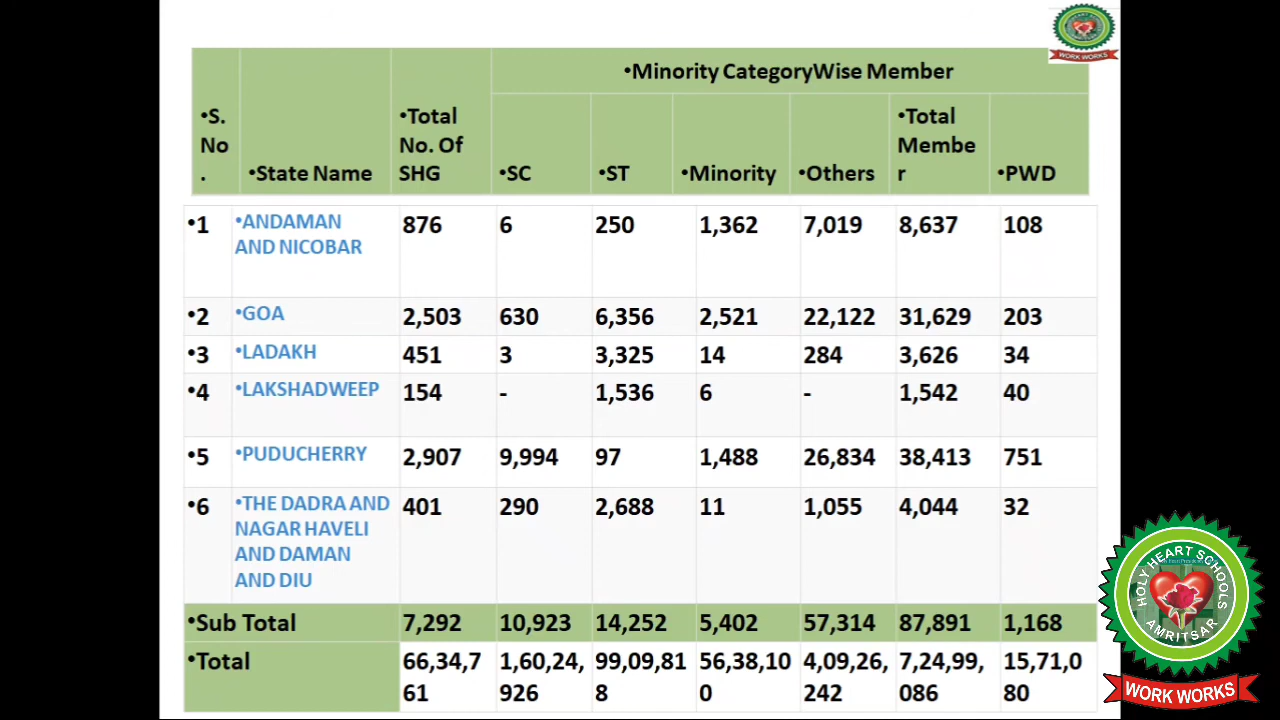 •Minority CategoryWise Member
•S.
No
.
•State Name
•Total
No. Of
SHG
•SC
•ST
•Minority
•Others
•Total
Membe
r
•PWD
•1 •ANDAMAN
AND NICOBAR
876 6 250 1,362 7,019 8,637 108
•2 •GOA 2,503 630 6,356 2,521 22,122 31,629 203
•3 •LADAKH 451 3 3,325 14 284 3,626 34
•4 •LAKSHADWEEP 154 - 1,536 6 - 1,542 40
•5 •PUDUCHERRY 2,907 9,994 97 1,488 26,834 38,413 751
•6 •THE DADRA AND
NAGAR HAVELI
AND DAMAN
AND DIU
401 290 2,688 11 1,055 4,044 32
•Sub Total 7,292 10,923 14,252 5,402 57,314 87,891 1,168
•Total 66,34,7
61
1,60,24,
926
99,09,81
8
56,38,10
0
4,09,26,
242
7,24,99,
086
15,71,0
80
WORK WORKS
HOLY HEART SCHOOLS
AMRITSAR
WORK WORKS